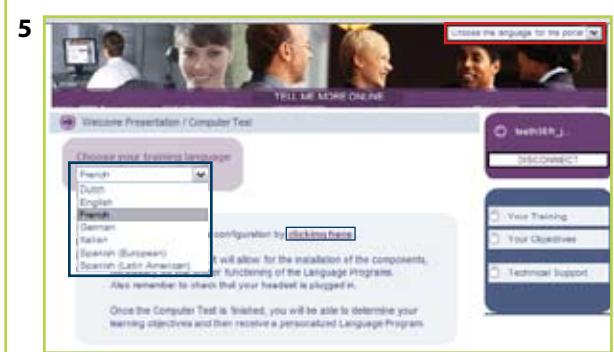 5
Choose the language for the portal
TELL ME MORE ONLINE
Welcome Presentation / Computer Test
DISCONNECT
Choose your training language
French
Dutch
English
French
German
Italian
Spanish (European)
Spanish (Latin American)
configuration by clicking here
t will allow for the installation of the components,
functioning of the Language Programs.
Also remember to check that your headset is plugged in.
Once the Computer Test is finished, you will be able to determine your
learning objectives and then receive a personalized Language Program.
Your Training
Your Objectives
Technical Support